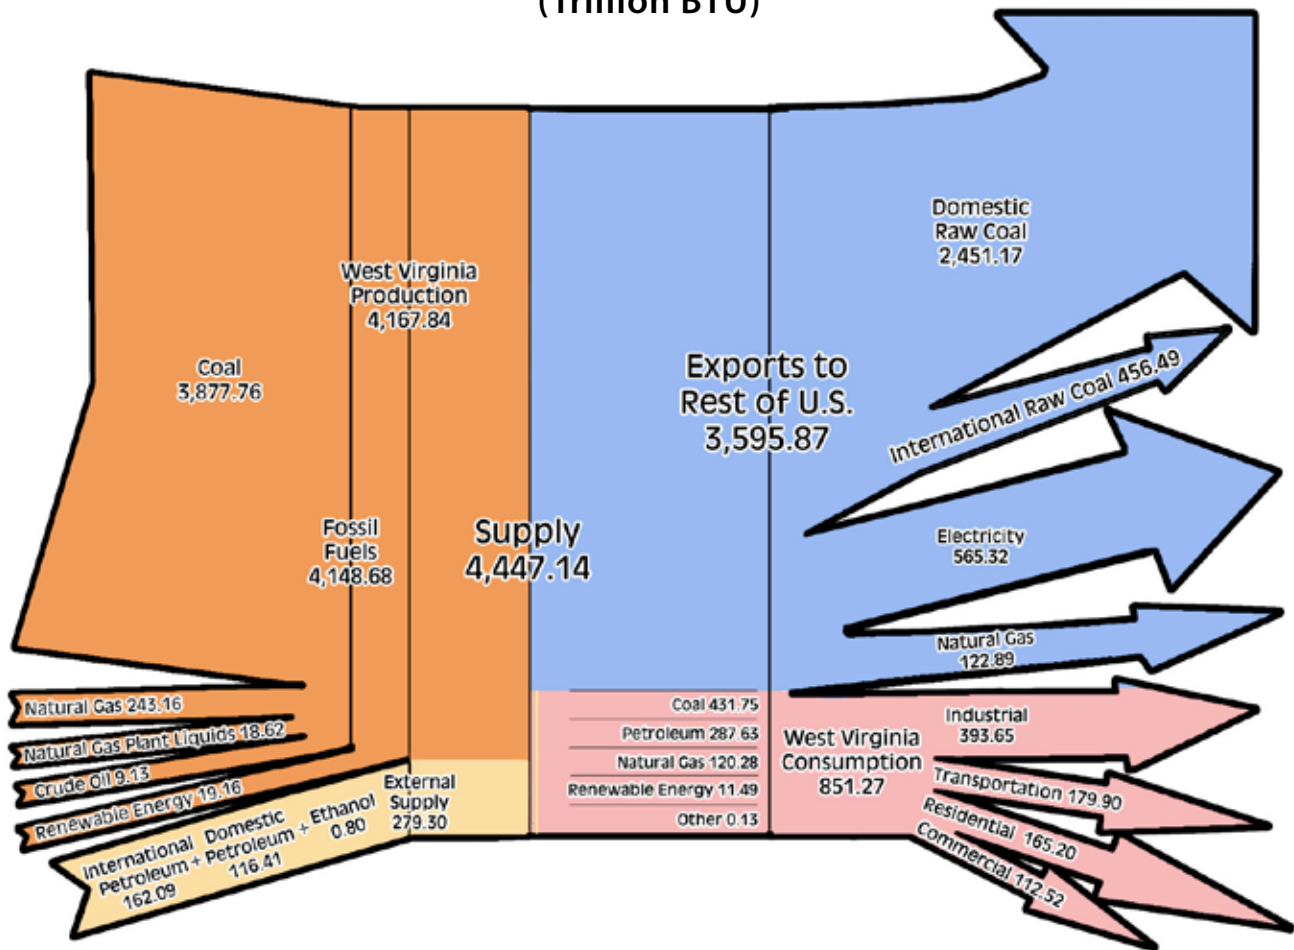 (Trillion BTU)
Domestic
Raw Coal
2,451.17
West Virginia
Production
4,167.84
Coal
3,877.76
Exports to
Rest of U.S.
3,595.87
International Raw Coal 456.49
Fossil
Fuels
4,148.68
Supply
4,447.14
Electricity
565.32
Natural Gas
122.89
Natural Gas 243.16
Natural Gas Plant Liquids 18.62
Crude Oil 9.13
Renewable Energy 19.16
International Domestic
Petroleum + Petroleum + Ethanol
162.09 116.41 0.80
External
Supply
279.30
Coal 431.75
Petroleum 287.63
Natural Gas 120.28
Renewable Energy 11.49
Other 0.13
West Virginia
Consumption
851.27
Industrial
393.65
Transportation 179.90
Residential 165.20
Commercial 112.52